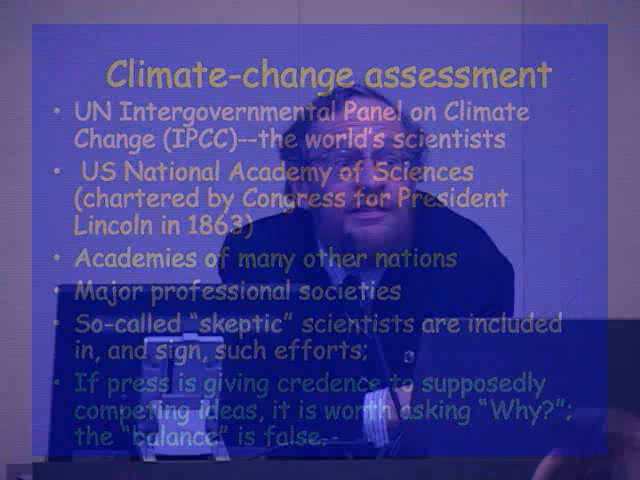 Climate-change assessment
• UN Intergovernmental Panel on Climate
Change (IPCC)--the world's scientists
• US National Academy of Sciences
(chartered by Congress for President
Lincoln in 1863)
• Academies of many other nations
• Major professional societies
• So-called "skeptic" scientists are included
in, and sign, such efforts;
• If press is giving credence to supposedly
competing ideas, it is worth asking "Why?";
the "balance" is false.